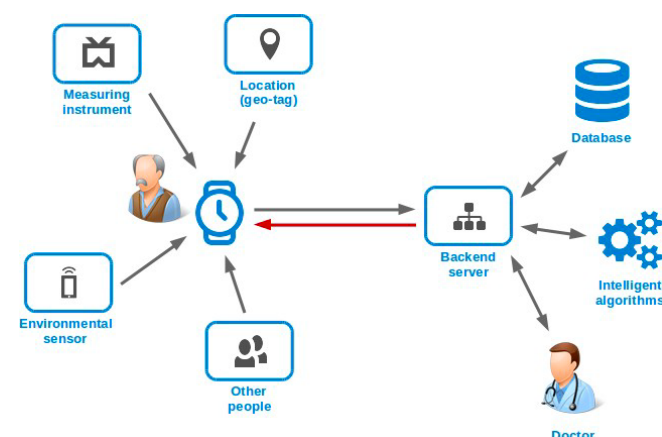 Measuring
instrument
Location
(geo-tag)
Database
Backend
server
Intelligent
algorithms
Environmental
sensor
Other
people
Doctor